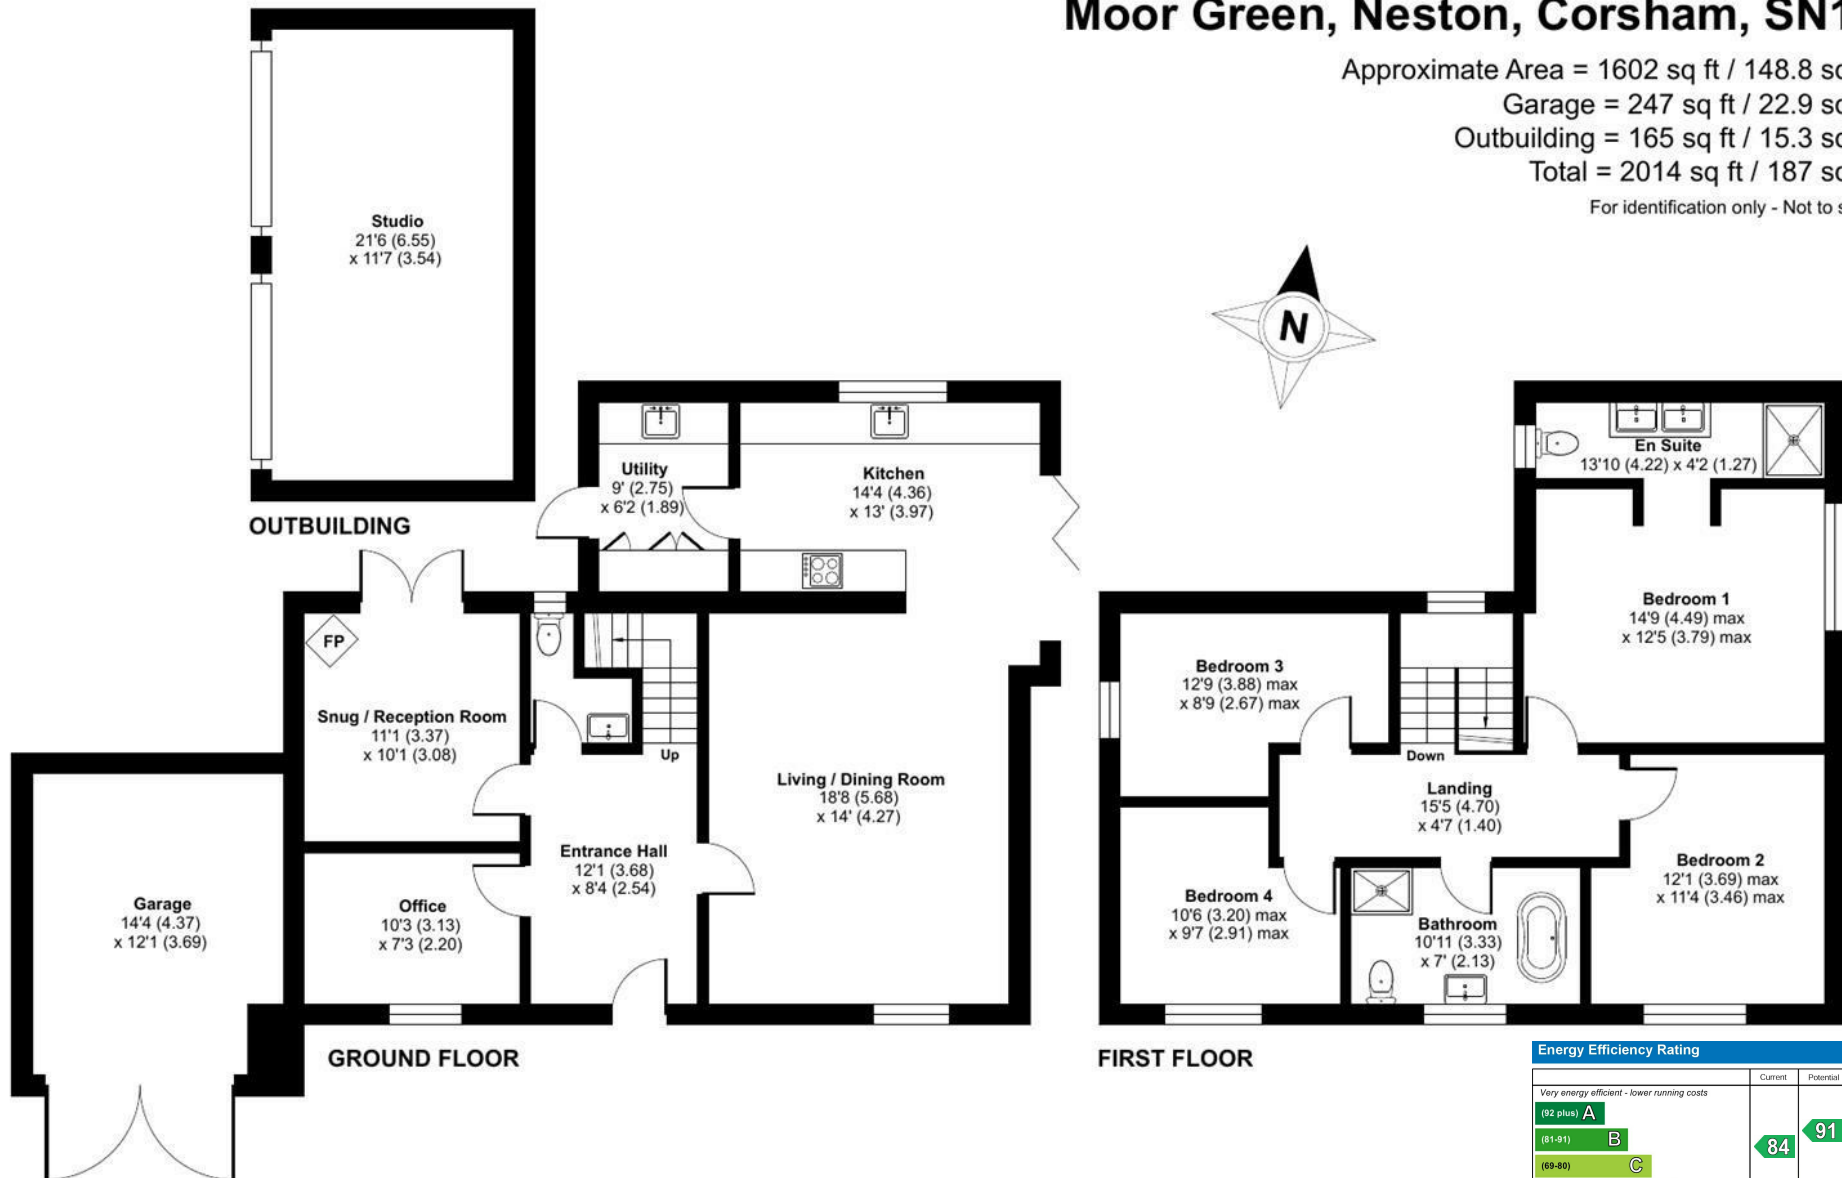 Moor Green, Neston, Corsham, SN1
Approximate Area = 1602 sq ft / 148.8 sq
Garage = 247 sq ft / 22.9 sq
Outbuilding = 165 sq ft / 15.3 sq
Total = 2014 sq ft / 187 sq
For identification only - Not to s
Studio
21'6 (6.55)
x 11'7 (3.54)
OUTBUILDING
N
Utility
9' (2.75)
x 6'2 (1.89)
Kitchen
14'4 (4.36)
x 13' (3.97)
FP
Snug / Reception Room
11'1 (3.37)
x 10'1 (3.08)
Up
Living / Dining Room
18'8 (5.68)
x 14' (4.27)
Entrance Hall
12'1 (3.68)
x 8'4 (2.54)
Office
10'3 (3.13)
x 7'3 (2.20)
Garage
14'4 (4.37)
x 12'1 (3.69)
GROUND FLOOR
En Suite
13'10 (4.22) x 4'2 (1.27)
Bedroom 1
14'9 (4.49) max
x 12'5 (3.79) max
Bedroom 3
12'9 (3.88) max
x 8'9 (2.67) max
Down
Landing
15'5 (4.70)
x 4'7 (1.40)
Bedroom 2
12'1 (3.69) max
x 11'4 (3.46) max
Bedroom 4
10'6 (3.20) max
x 9'7 (2.91) max
Bathroom
10'11 (3.33)
x 7' (2.13)
FIRST FLOOR
Energy Efficiency Rating
Current Potential
Very energy efficient - lower running costs
(92 plus) A
(81-91) B
84
91
(69-80) C